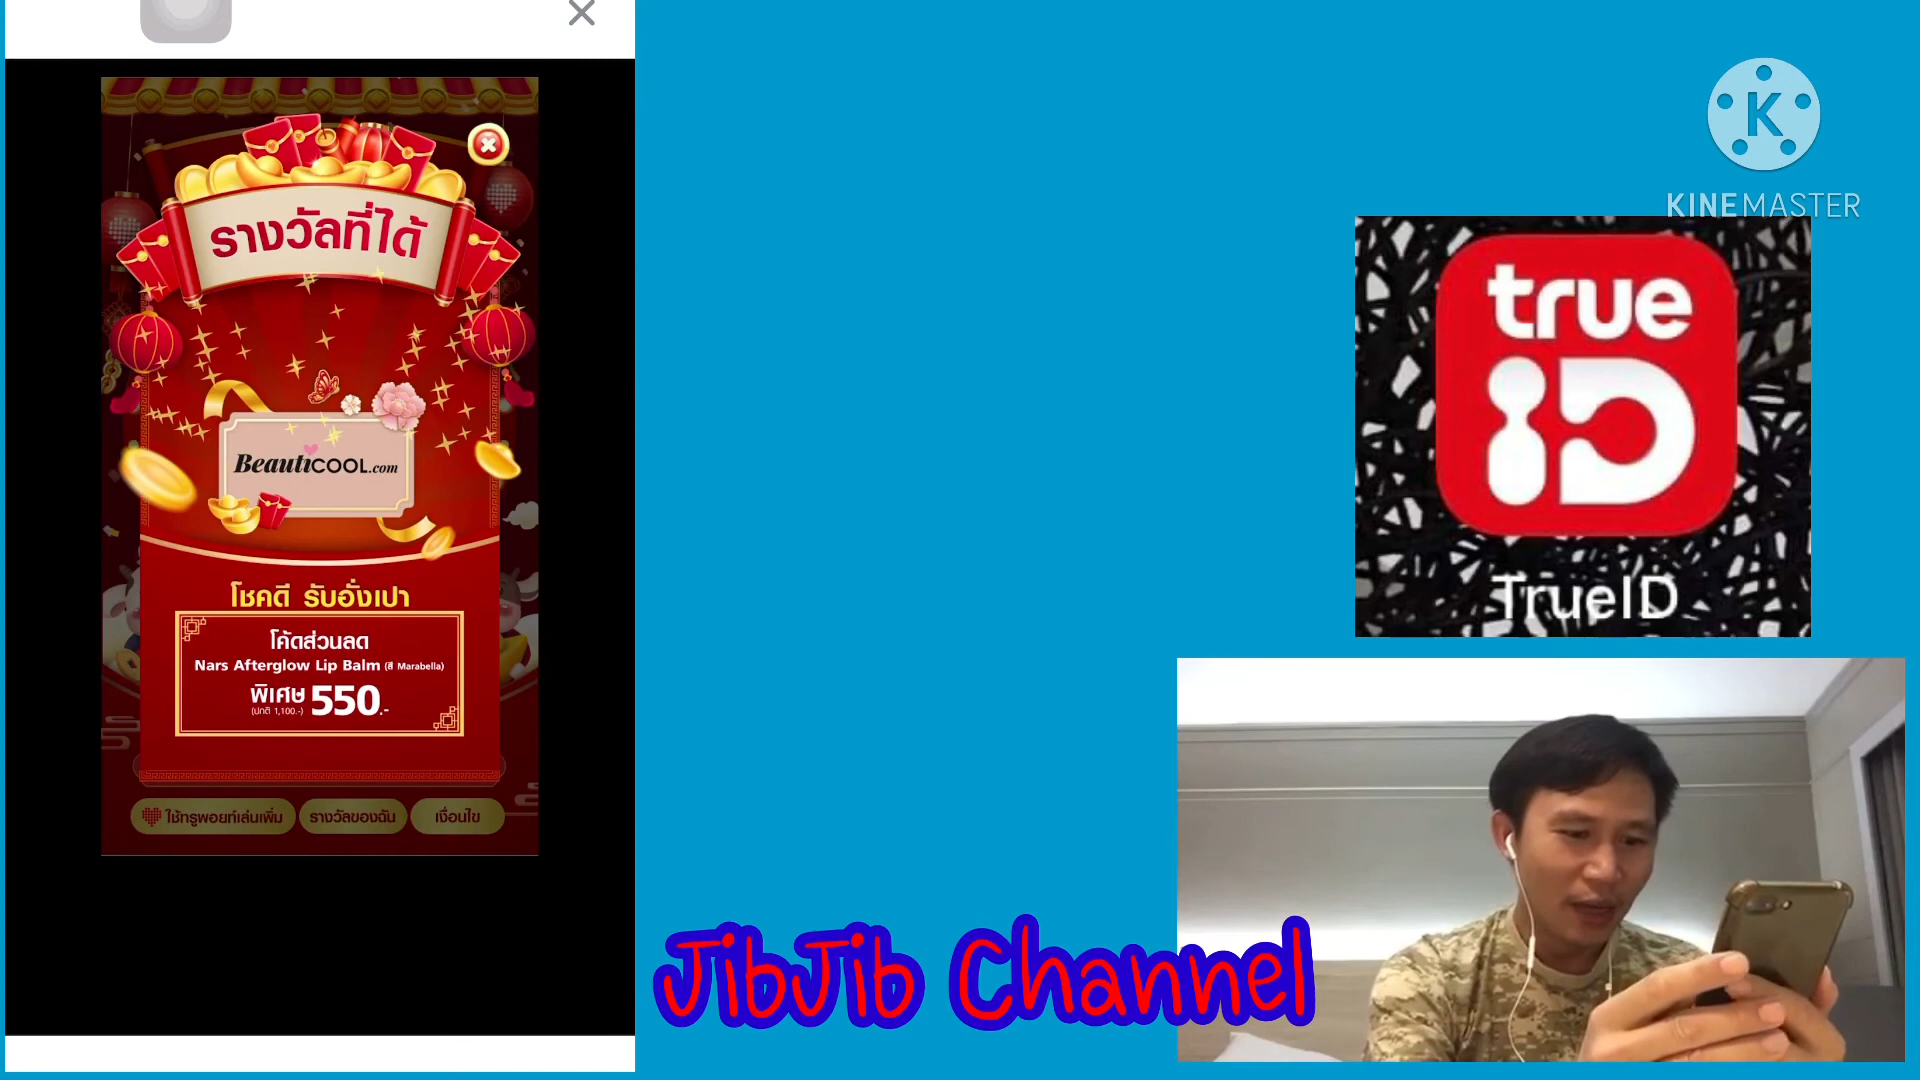 รางวัลที่ได้
BeautiCOOL.com
โชคดี รับอั่งเปา
โค้ดส่วนลด
Nars Afterglow Lip Balm (สี Marabella)
พิเศษ 550.-
(ปกติ 1,100.-)
ใช้ทรูพอยท์เล่นเพิ่ม
รางวัลของฉัน
เงื่อนไข
K
KINEMASTER
true
iD
TrueID
JibJib Channel